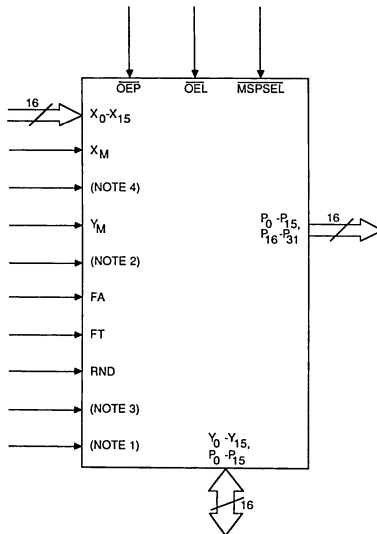 OEP OEL MSPSEL
16
X0-X15
XM
(NOTE 4)
YM
(NOTE 2)
FA
FT
RND
(NOTE 3)
(NOTE 1)
P0 -P15,
P16 -P31
16
Y0 -Y15,
P0 -P15
16